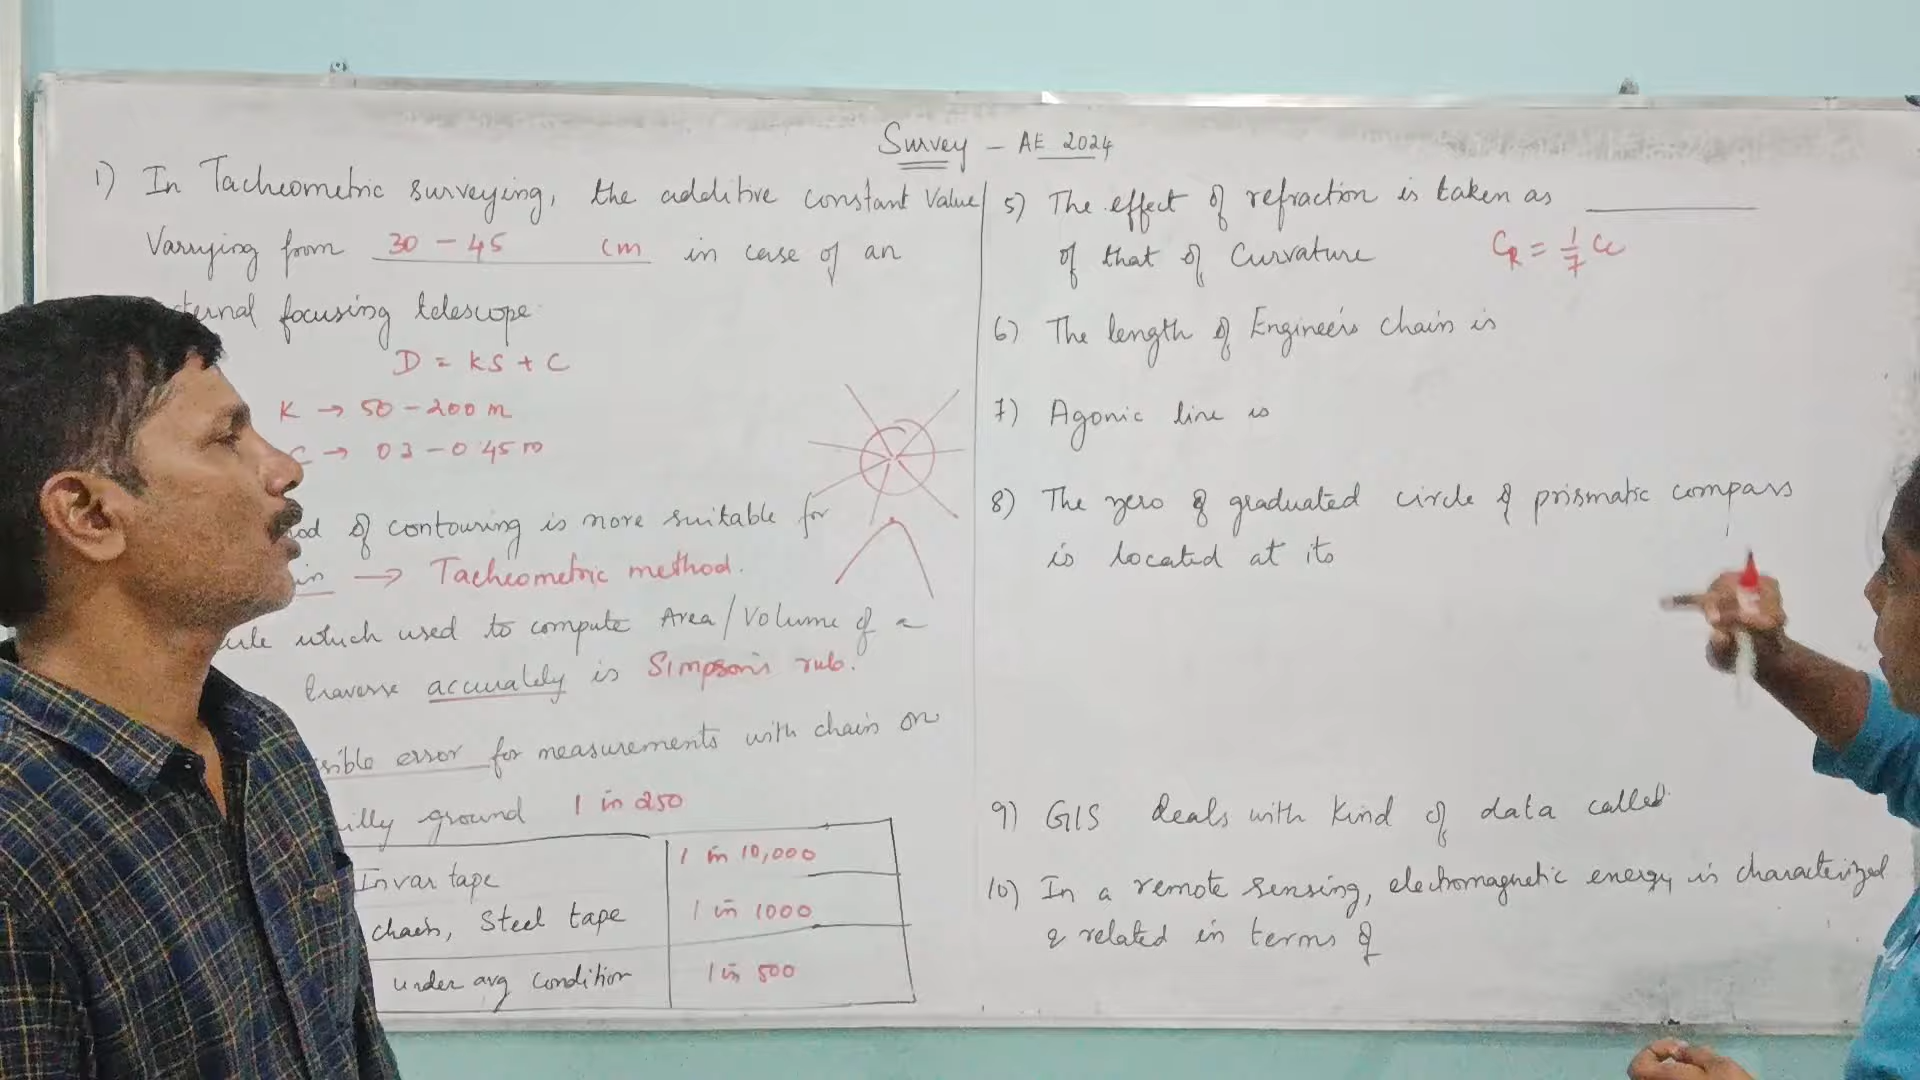 Survey - AE 2024
1) In Tacheometric surveying, the additive constant value
Varying from 30 - 45 cm in case of an
ternal focusing telescope
D = KS + C
K → 50 - 200 m
C → 0.3 - 0.45 m
od of contouring is more suitable for
in → Tacheometric method.
ule which used to compute Area/Volume of a
traverse accurately is Simpson's rule.
sible error for measurements with chain on
illy ground 1 in 250
Invar tape 1 in 10,000
chain, Steel tape 1 in 1000
under avg condition 1 in 500
5) The effect of refraction is taken as
of that of Curvature CR = 1/7 Cc
6) The length of Engineer's chain is
7) Agonic line is
8) The zero of graduated circle of prismatic compass
is located at its
9) GIS deals with kind of data called
10) In a remote sensing, electromagnetic energy is characterized
& related in terms of